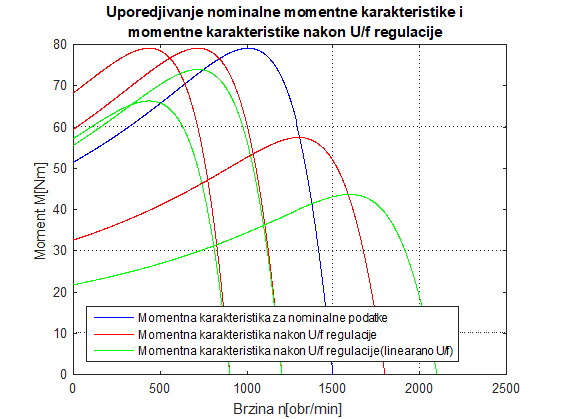 Uporedjivanje nominalne momentne karakteristike i
momentne karakteristike nakon U/f regulacije
80
70
60
50
40
30
20
10
0
Moment M[Nm]
Momentna karakteristika za nominalne podatke
Momentna karakteristika nakon U/f regulacije
Momentna karakteristika nakon U/f regulacije(linearano U/f)
0 500 1000 1500 2000 2500
Brzina n[obr/min]